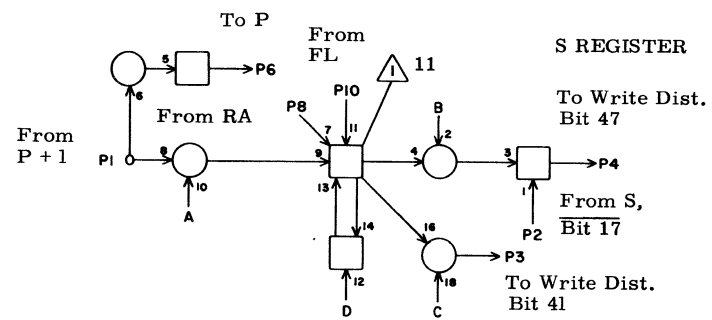 To P
From
FL
S REGISTER
11
1
5
P6
6
P10
To Write Dist.
Bit 47
From RA
P8
B
7
11
2
From
P + 1
P1
8
9
4
3
P4
10
13
1
From S,
Bit 17
A
14
16
P2
P3
12
18
To Write Dist.
Bit 41
D
C